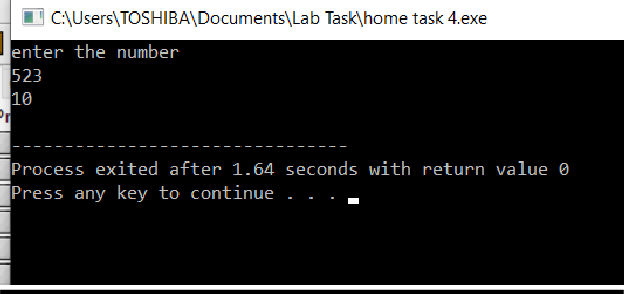 C:\Users\TOSHIBA\Documents\Lab Task\home task 4.exe
enter the number
523
10
--------------------------------
Process exited after 1.64 seconds with return value 0
Press any key to continue . . .